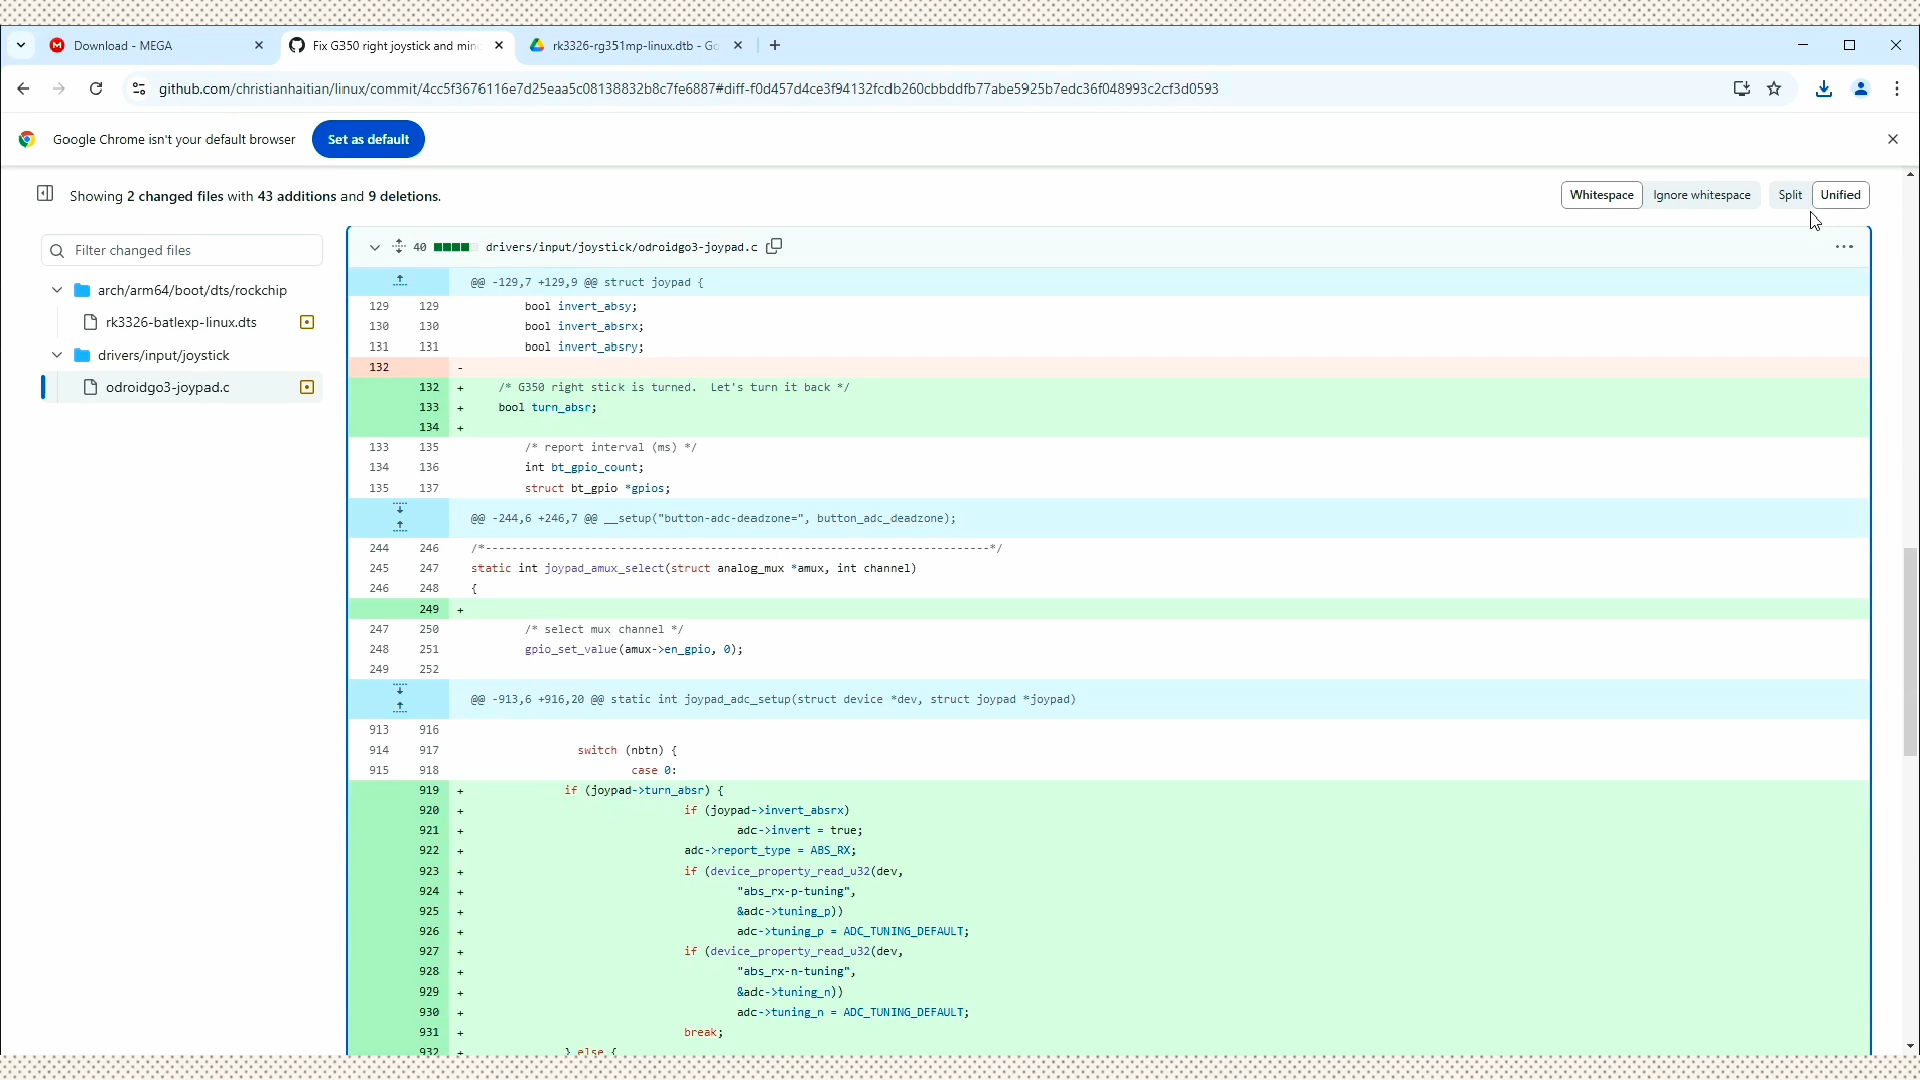 Download - MEGA
Fix G350 right joystick and mino
rk3326-rg351mp-linux.dtb - Go
github.com/christianhaitian/linux/commit/4cc5f3676116e7d25eaa5c08138832b8c7fe6887#diff-f0d457d4ce3f94132fcdb260cbbddfb77abe5925b7edc36f048993c2cf3d0593
Google Chrome isn't your default browser
Set as default
Showing 2 changed files with 43 additions and 9 deletions.
Whitespace
Ignore whitespace
Split
Unified
Filter changed files
arch/arm64/boot/dts/rockchip
rk3326-batlexp-linux.dts
drivers/input/joystick
odroidgo3-joypad.c
40
drivers/input/joystick/odroidgo3-joypad.c
@@ -129,7 +129,9 @@ struct joypad {
129 129 bool invert_absy;
130 130 bool invert_absrx;
131 131 bool invert_absry;
132 -
132 + /* G350 right stick is turned. Let's turn it back */
133 + bool turn_absr;
134 +
133 135 /* report interval (ms) */
134 136 int bt_gpio_count;
135 137 struct bt_gpio *gpios;
@@ -244,6 +246,7 @@ __setup("button-adc-deadzone=", button_adc_deadzone);
244 246 /*----------------------------------------------------------------------------*/
245 247 static int joypad_amux_select(struct analog_mux *amux, int channel)
246 248 {
249 +
247 250 /* select mux channel */
248 251 gpio_set_value(amux->en_gpio, 0);
249 252
@@ -913,6 +916,20 @@ static int joypad_adc_setup(struct device *dev, struct joypad *joypad)
913 916
914 917 switch (nbtn) {
915 918 case 0:
919 + if (joypad->turn_absr) {
920 + if (joypad->invert_absrx)
921 + adc->invert = true;
922 + adc->report_type = ABS_RX;
923 + if (device_property_read_u32(dev,
924 + "abs_rx-p-tuning",
925 + &adc->tuning_p))
926 + adc->tuning_p = ADC_TUNING_DEFAULT;
927 + if (device_property_read_u32(dev,
928 + "abs_rx-n-tuning",
929 + &adc->tuning_n))
930 + adc->tuning_n = ADC_TUNING_DEFAULT;
931 + break;
932 + } else {